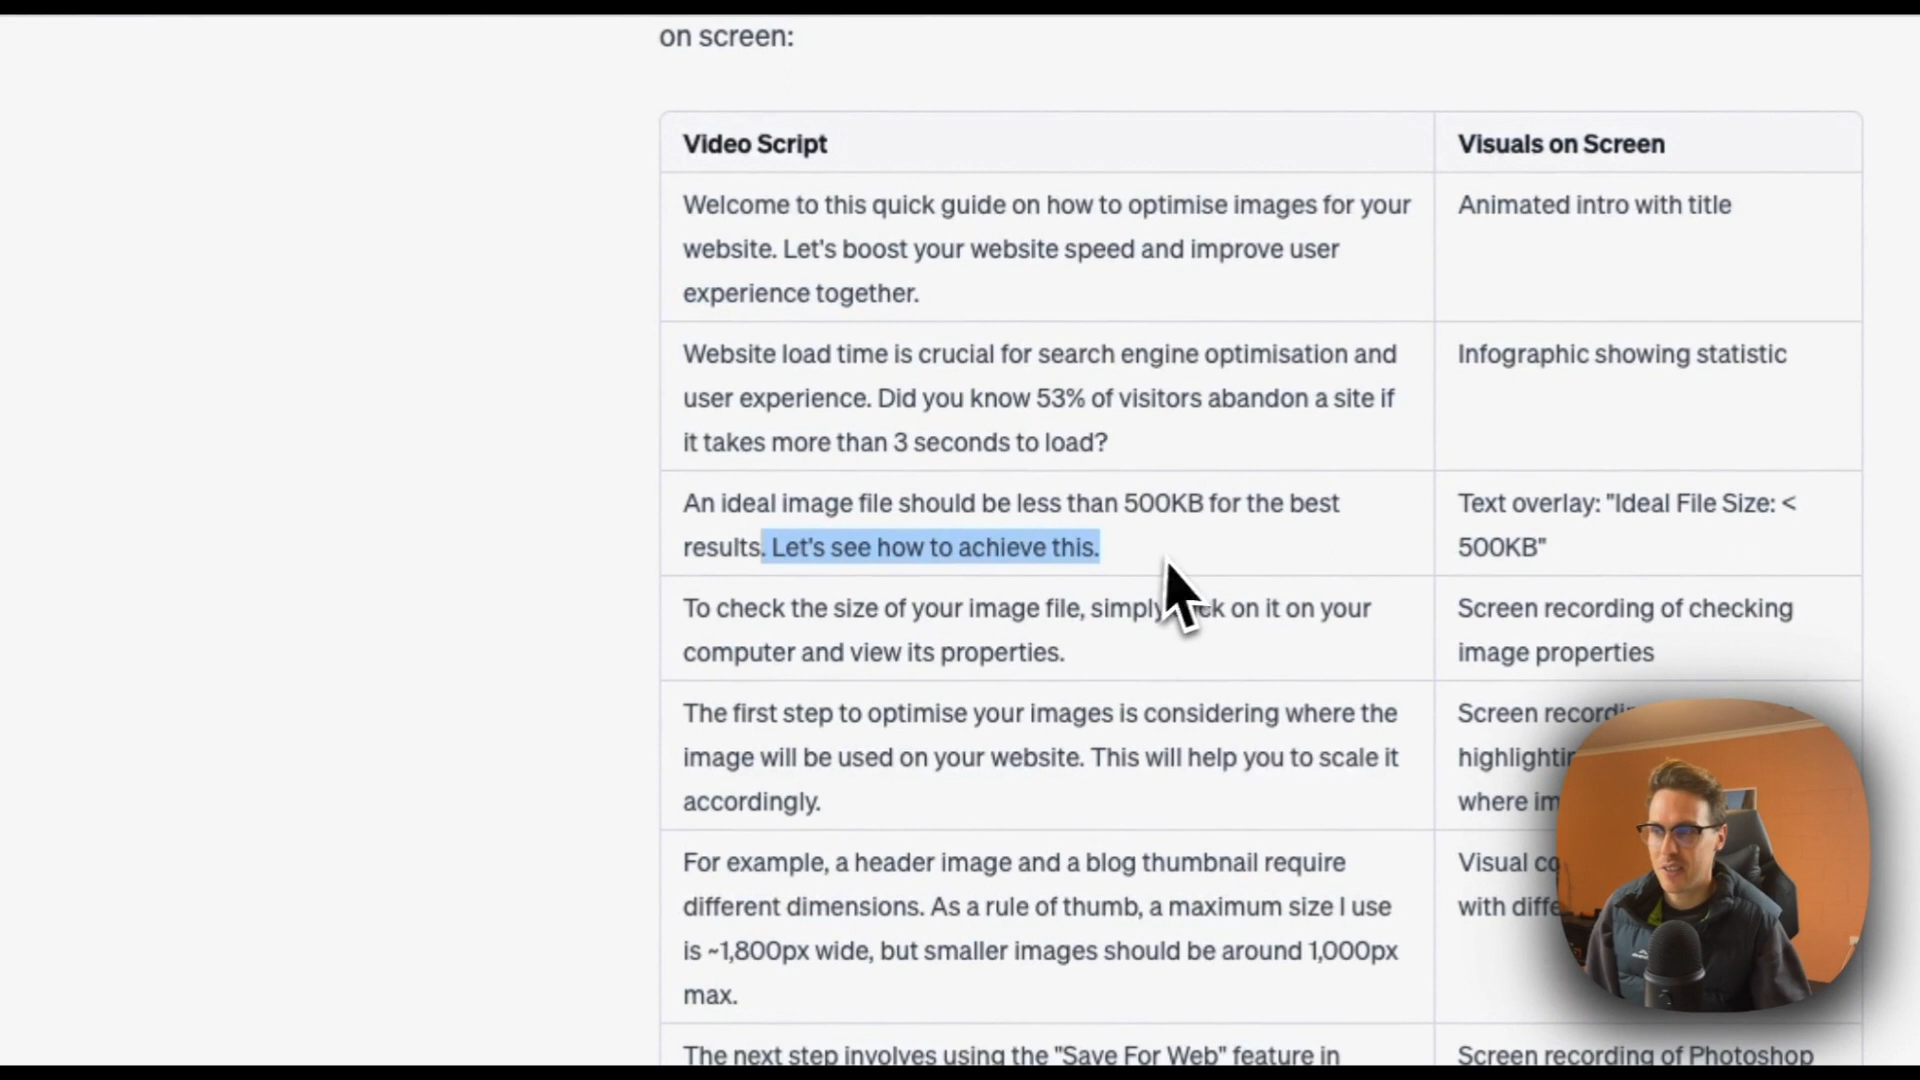 on screen:
Video Script
Visuals on Screen
Welcome to this quick guide on how to optimise images for your
website. Let's boost your website speed and improve user
experience together.
Animated intro with title
Website load time is crucial for search engine optimisation and
user experience. Did you know 53% of visitors abandon a site if
it takes more than 3 seconds to load?
Infographic showing statistic
An ideal image file should be less than 500KB for the best
results. Let's see how to achieve this.
Text overlay: "Ideal File Size: <
500KB"
To check the size of your image file, simply on it on your
computer and view its properties.
Screen recording of checking
image properties
The first step to optimise your images is considering where the
image will be used on your website. This will help you to scale it
accordingly.
Screen
where
For example, a header image and a blog thumbnail require
different dimensions. As a rule of thumb, a maximum size I use
is ~1,800px wide, but smaller images should be around 1,000px
max.
Visual
with
The next step involves using the "Save For Web" feature in
Screen recording of Photoshop